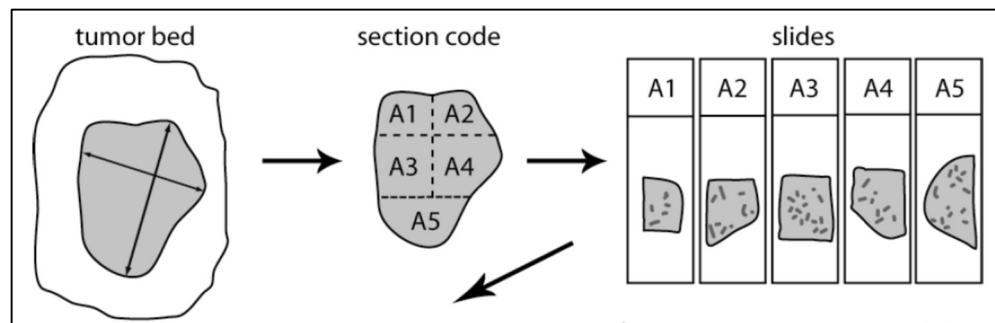 tumor bed
section code
slides
A1 A2
A3 A4
A5
A1 A2 A3 A4 A5